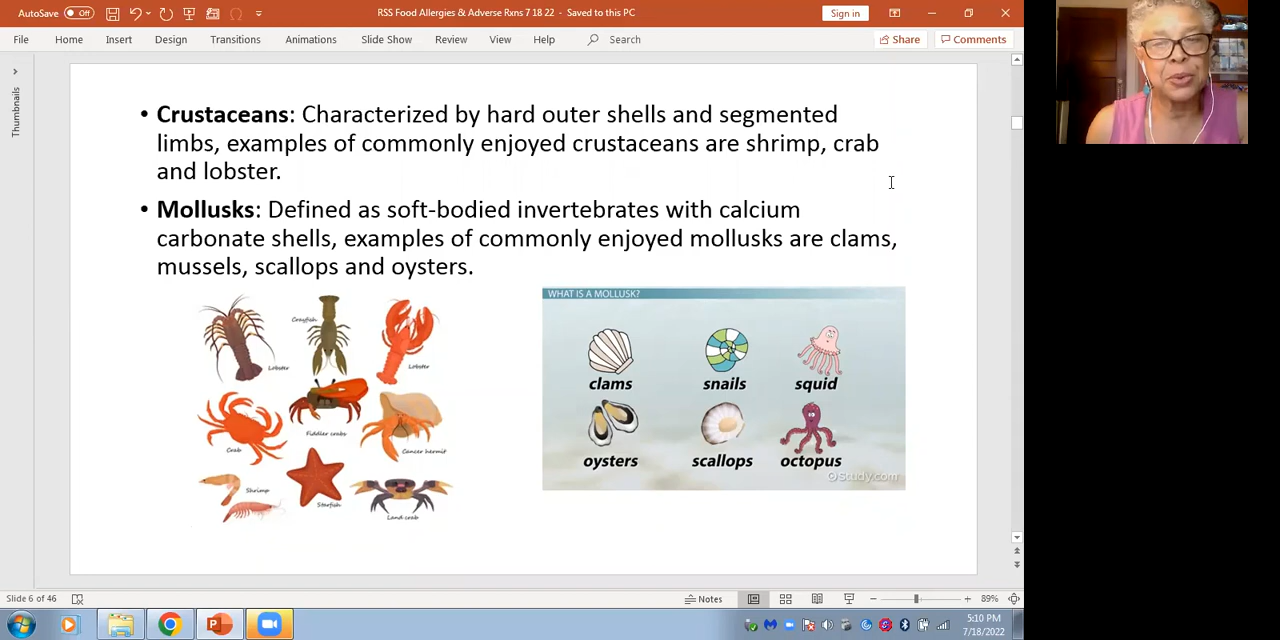 AutoSave Off
RSS Food Allergies & Adverse Rxns 7 18 22 - Saved to this PC
Sign in
File Home Insert Design Transitions Animations Slide Show Review View Help Search
Share Comments
Thumbnails
• Crustaceans: Characterized by hard outer shells and segmented
limbs, examples of commonly enjoyed crustaceans are shrimp, crab
and lobster.
• Mollusks: Defined as soft-bodied invertebrates with calcium
carbonate shells, examples of commonly enjoyed mollusks are clams,
mussels, scallops and oysters.
Crayfish
Lobster
Lobster
Fiddler crabs
Crab
Cancer hermit
Shrimp
Starfish
Land crab
WHAT IS A MOLLUSK?
clams snails squid
oysters scallops octopus
©Study.com
Slide 6 of 46
Notes
89%
5:10 PM
7/18/2022